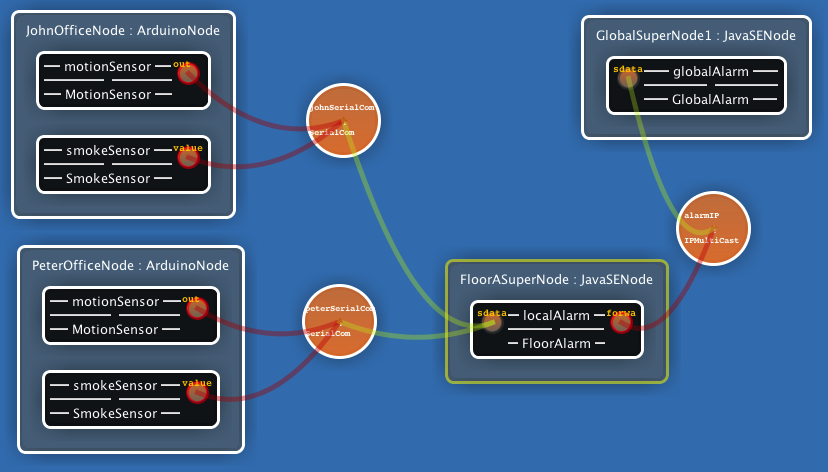 JohnOfficeNode : ArduinoNode
motionSensor
out
MotionSensor
smokeSensor
value
SmokeSensor
johnSerialCom
SerialCom
GlobalSuperNode1 : JavaSENode
sdata
globalAlarm
GlobalAlarm
alarmIP
IPMultiCast
PeterOfficeNode : ArduinoNode
motionSensor
out
MotionSensor
smokeSensor
value
SmokeSensor
peterSerialCom
SerialCom
FloorASuperNode : JavaSENode
sdata
localAlarm
forwa
FloorAlarm